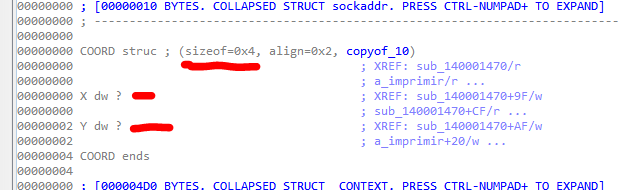 00000000 ; [00000010 BYTES. COLLAPSED STRUCT sockaddr. PRESS CTRL-NUMPAD+ TO EXPAND]
00000000 ; ---------------------------------------------------------------------------
00000000
00000000 COORD struc ; (sizeof=0x4, align=0x2, copyof_10)
00000000 ; XREF: sub_140001470/r
00000000 ; a_imprimir/r ...
00000000 X dw ? ; XREF: sub_140001470+9F/w
00000000 ; sub_140001470+CF/r ...
00000002 Y dw ? ; XREF: sub_140001470+AF/w
00000002 ; a_imprimir+20/w ...
00000004 COORD ends
00000004
00000000 ; [000004D0 BYTES. COLLAPSED STRUCT _CONTEXT. PRESS CTRL-NUMPAD+ TO EXPAND]